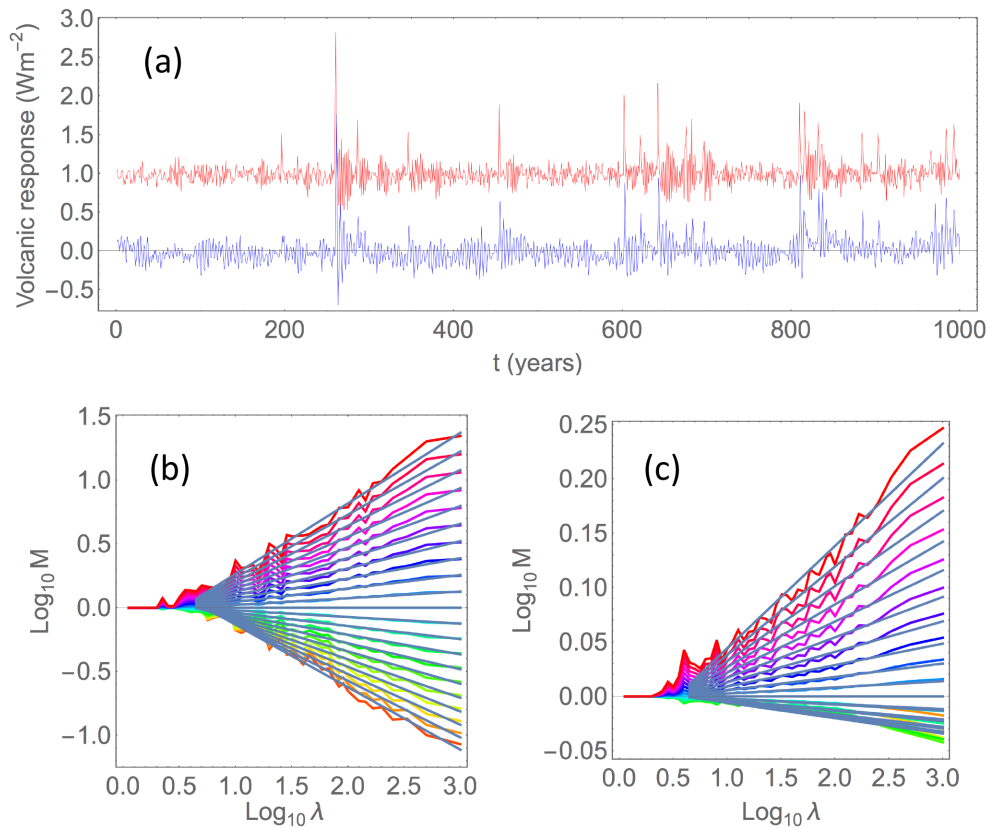 (a)
Volcanic response (Wm⁻²)
3.0
2.5
2.0
1.5
1.0
0.5
0.0
−0.5
0 200 400 600 800 1000
t (years)
(b)
Log₁₀ M
1.5
1.0
0.5
0.0
−0.5
−1.0
0.0 0.5 1.0 1.5 2.0 2.5 3.0
Log₁₀ λ
(c)
Log₁₀ M
0.25
0.20
0.15
0.10
0.05
0.00
−0.05
0.0 0.5 1.0 1.5 2.0 2.5 3.0
Log₁₀ λ